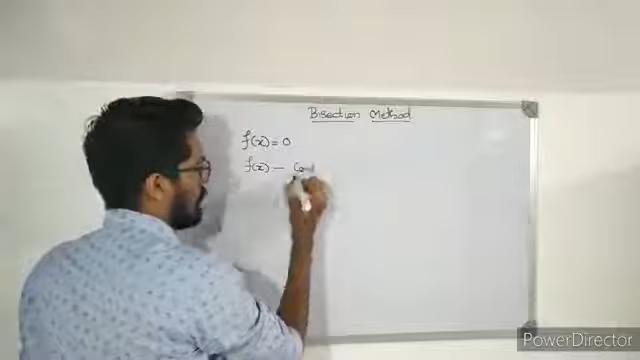 Bisection Method
f(x) = 0
f(x) –
PowerDirector